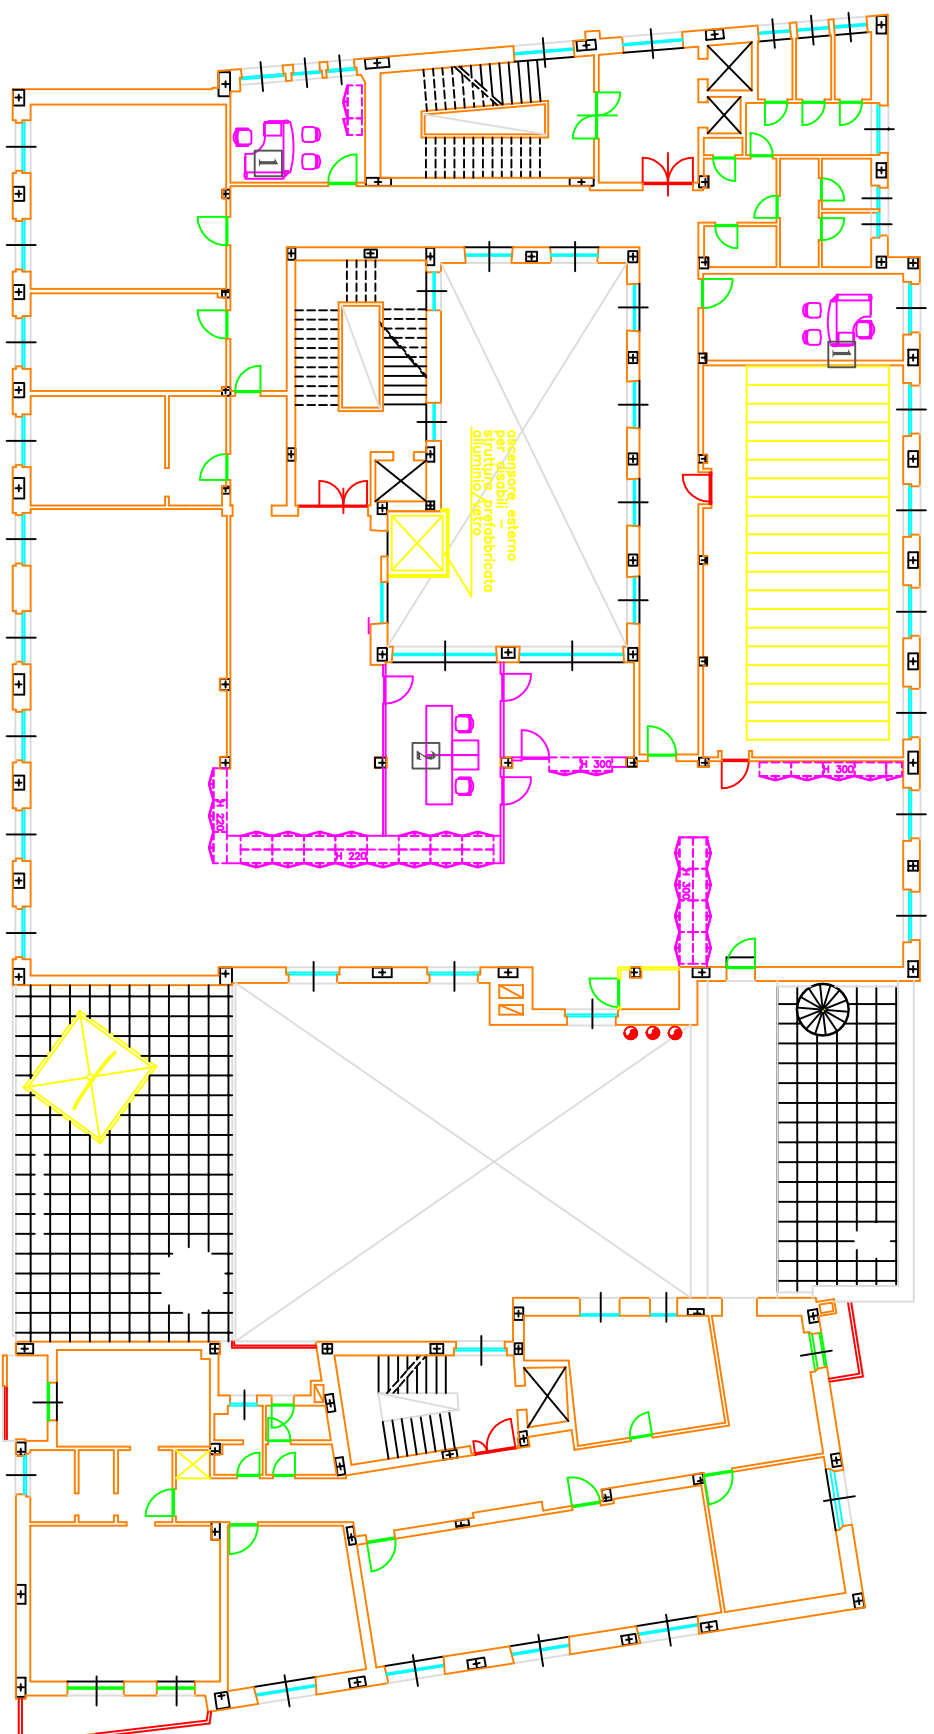 1
1
ascensore esterno
per disabili –
struttura prefabbricata
alluminio/vetro
2
H 300
H 300
H 220
H 220
H 300